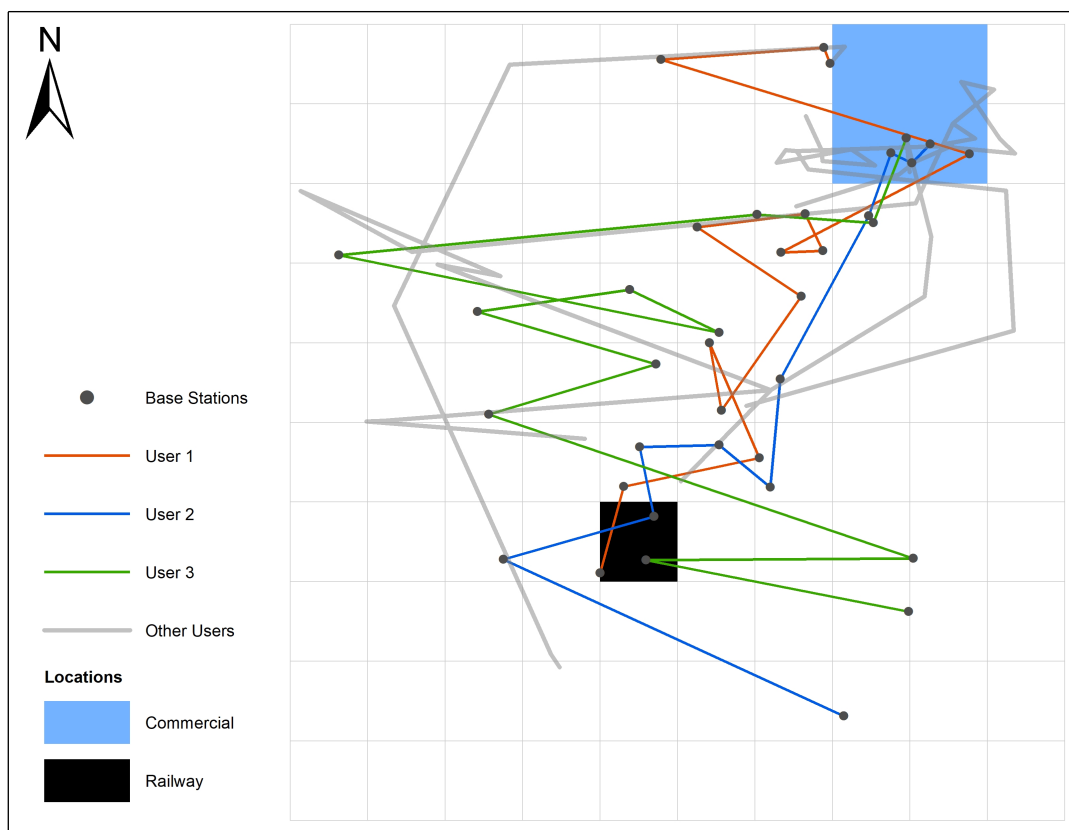 N
Base Stations
User 1
User 2
User 3
Other Users
Locations
Commercial
Railway